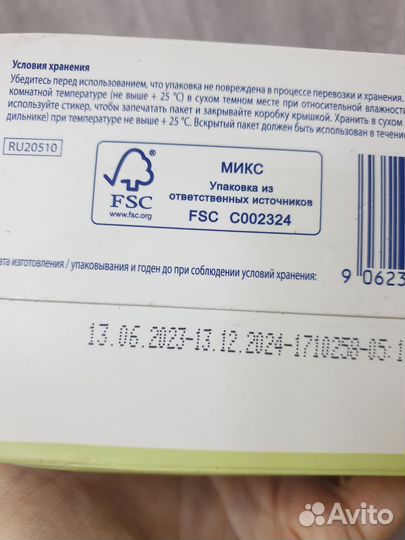 Условия хранения
Убедитесь перед использованием, что упаковка не повреждена в процессе перевозки и хранения.
комнатной температуре (не выше + 25 °C) в сухом темном месте при относительной влажности
используйте стикер, чтобы запечатать пакет и закрывайте коробку крышкой. Хранить в сухом
дильнике) при температуре не выше + 25 °C. Вскрытый пакет должен быть использован в течение
RU20510
FSC
www.fsc.org
МИКС
Упаковка из
ответственных источников
FSC C002324
ата изготовления / упаковывания и годен до при соблюдении условий хранения:
9 0623
13.06.2023-13.12.2024-1710258-05:1
Avito